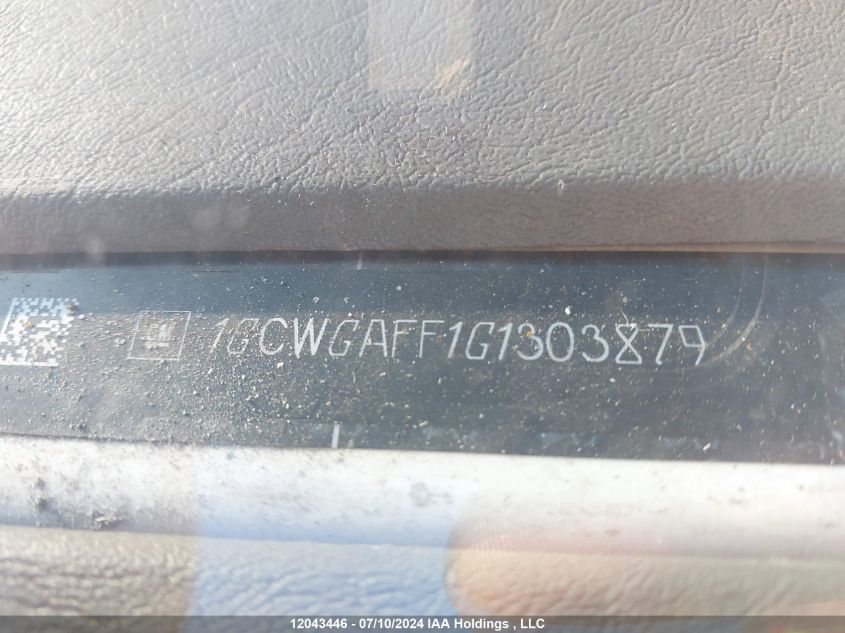 1GCWGAFF1G1303879
12043446 - 07/10/2024 IAA Holdings , LLC